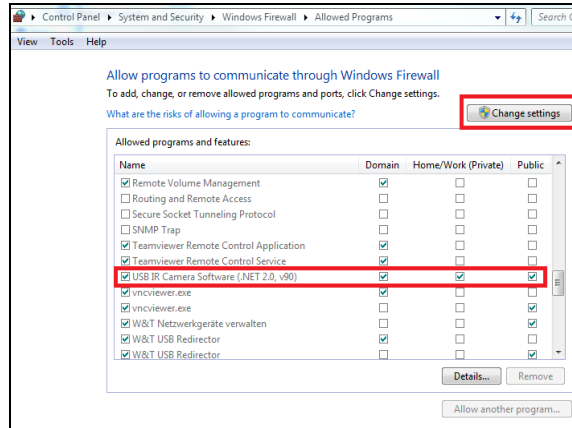 Control Panel ▸ System and Security ▸ Windows Firewall ▸ Allowed Programs Search
View Tools Help
Allow programs to communicate through Windows Firewall
To add, change, or remove allowed programs and ports, click Change settings.
What are the risks of allowing a program to communicate? Change settings
Allowed programs and features:
Name Domain Home/Work (Private) Public
Remote Volume Management
Routing and Remote Access
Secure Socket Tunneling Protocol
SNMP Trap
Teamviewer Remote Control Application
Teamviewer Remote Control Service
USB IR Camera Software (.NET 2.0, v90)
vncviewer.exe
vncviewer.exe
W&T Netzwerkgeräte verwalten
W&T USB Redirector
W&T USB Redirector
Details... Remove
Allow another program...